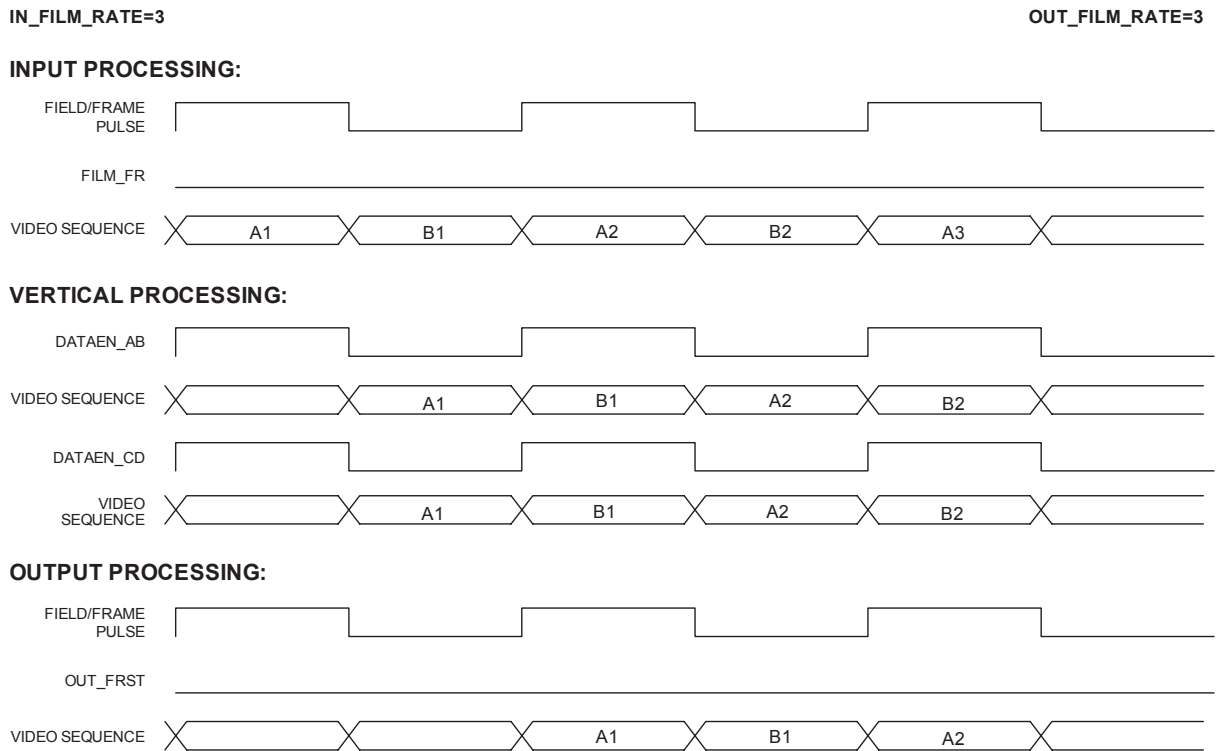 IN_FILM_RATE=3
OUT_FILM_RATE=3
INPUT PROCESSING:
FIELD/FRAME
PULSE
FILM_FR
VIDEO SEQUENCE A1 B1 A2 B2 A3
VERTICAL PROCESSING:
DATAEN_AB
VIDEO SEQUENCE A1 B1 A2 B2
DATAEN_CD
VIDEO
SEQUENCE A1 B1 A2 B2
OUTPUT PROCESSING:
FIELD/FRAME
PULSE
OUT_FRST
VIDEO SEQUENCE A1 B1 A2